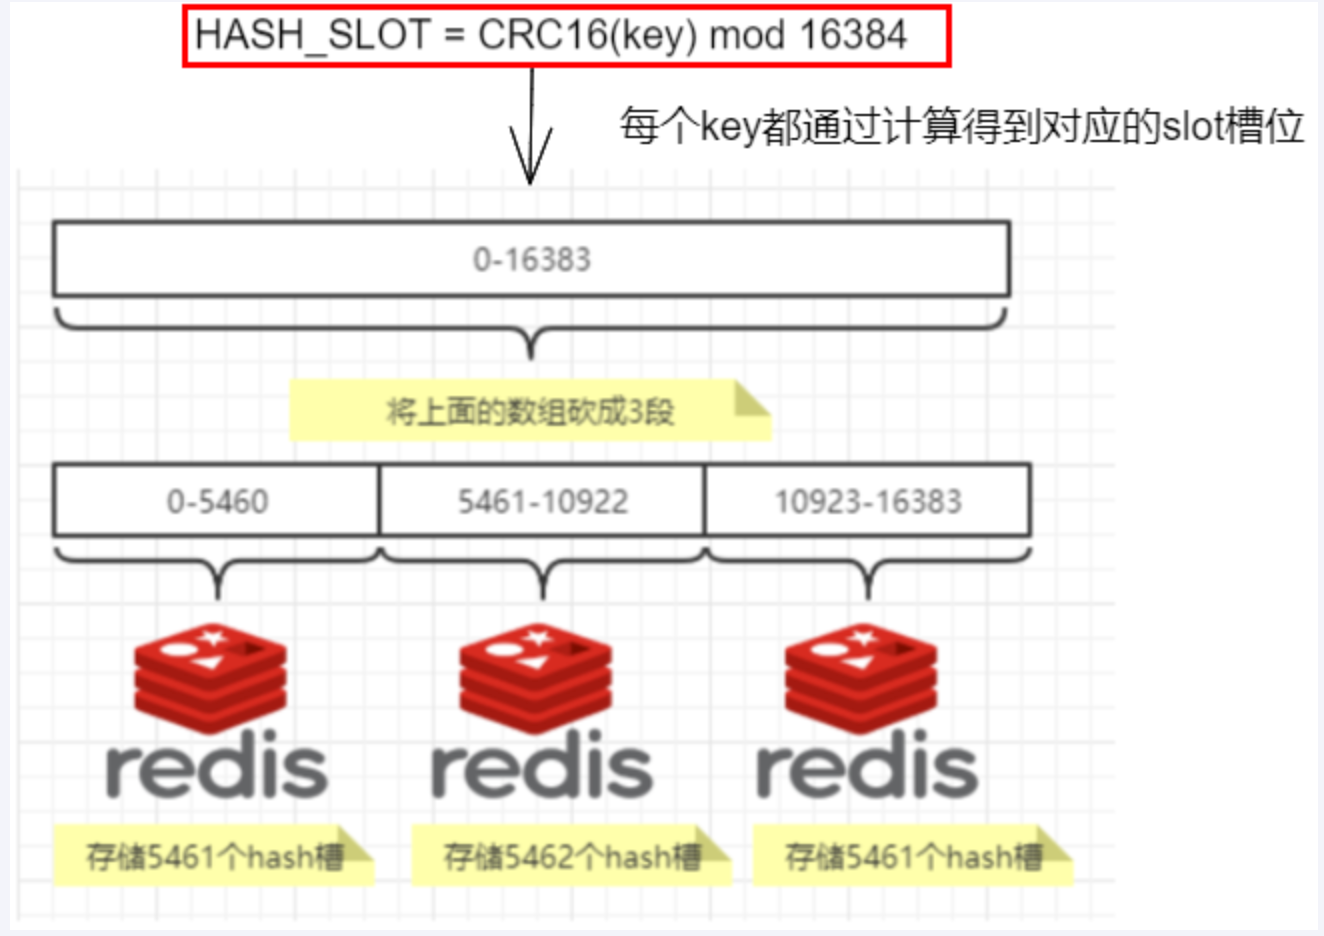 HASH_SLOT = CRC16(key) mod 16384
每个key都通过计算得到对应的slot槽位
0-16383
将上面的数组砍成3段
0-5460 5461-10922 10923-16383
redis redis redis
存储5461个hash槽 存储5462个hash槽 存储5461个hash槽